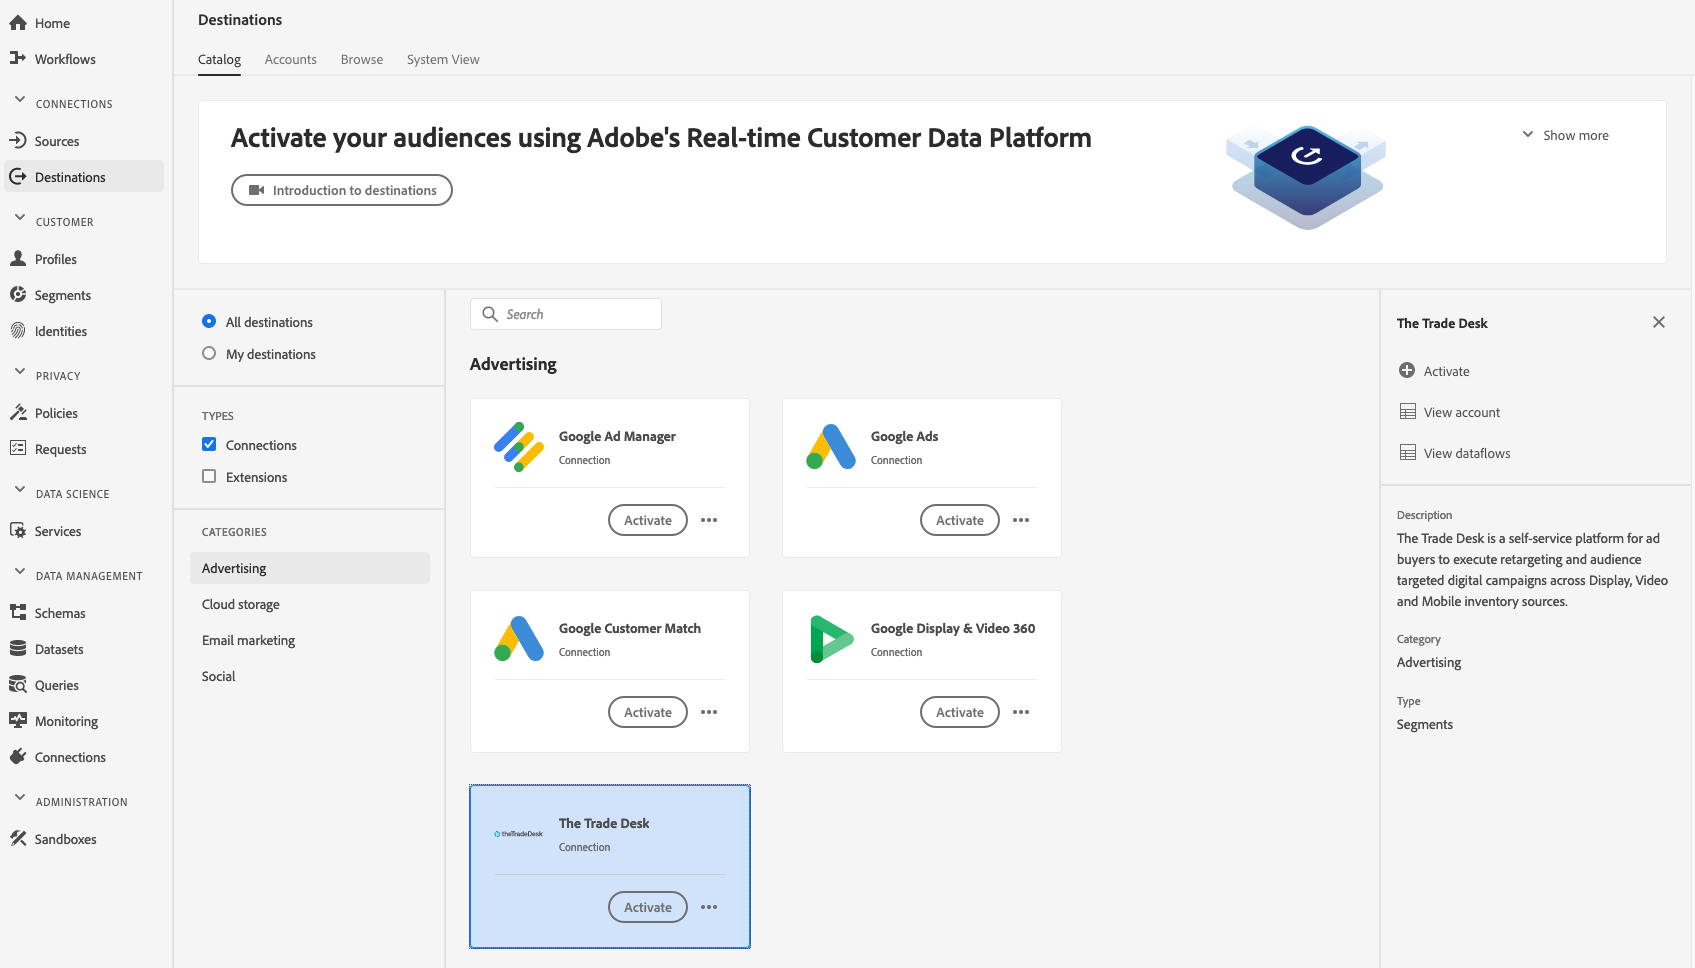 Home
Workflows
CONNECTIONS
Sources
Destinations
CUSTOMER
Profiles
Segments
Identities
PRIVACY
Policies
Requests
DATA SCIENCE
Services
DATA MANAGEMENT
Schemas
Datasets
Queries
Monitoring
Connections
ADMINISTRATION
Sandboxes
Destinations
Catalog Accounts Browse System View
Activate your audiences using Adobe's Real-time Customer Data Platform
Show more
Introduction to destinations
All destinations
My destinations
TYPES
Connections
Extensions
CATEGORIES
Advertising
Cloud storage
Email marketing
Social
Search
Advertising
Google Ad Manager
Connection
Activate
Google Ads
Connection
Activate
Google Customer Match
Connection
Activate
Google Display & Video 360
Connection
Activate
theTradeDesk
The Trade Desk
Connection
Activate
The Trade Desk
Activate
View account
View dataflows
Description
The Trade Desk is a self-service platform for ad
buyers to execute retargeting and audience
targeted digital campaigns across Display, Video
and Mobile inventory sources.
Category
Advertising
Type
Segments